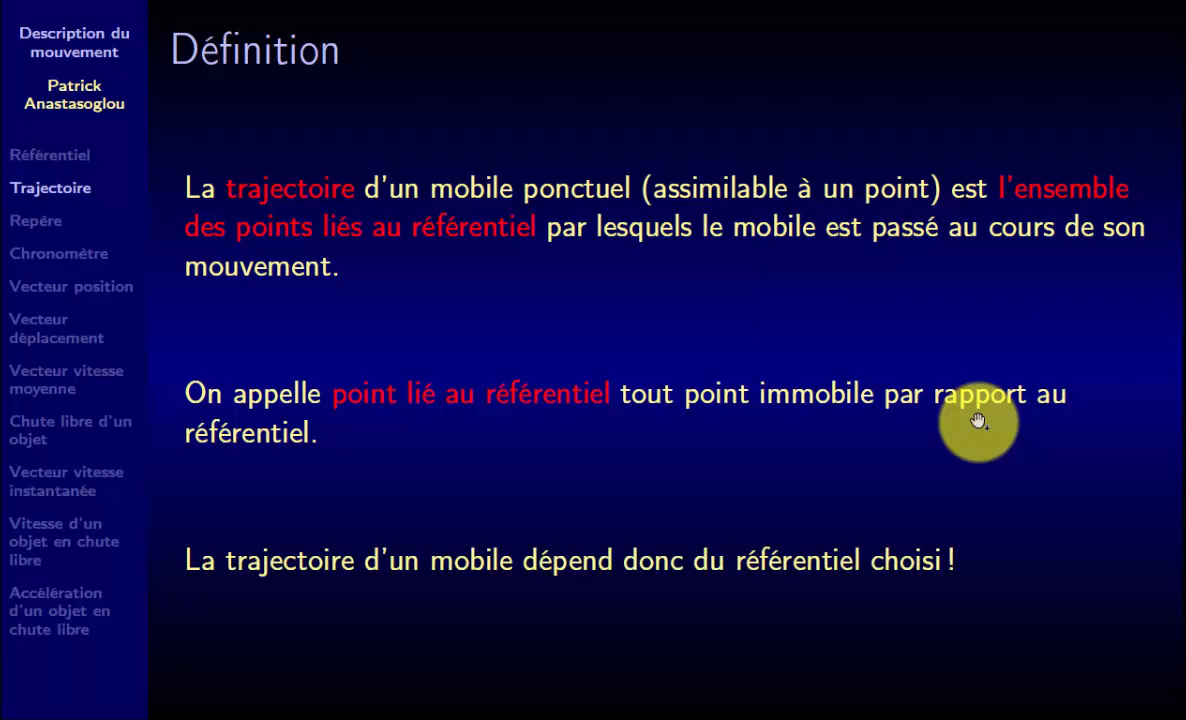 Description du
mouvement
Patrick
Anastasoglou
Référentiel
Trajectoire
Repère
Chronomètre
Vecteur position
Vecteur
déplacement
Vecteur vitesse
moyenne
Chute libre d'un
objet
Vecteur vitesse
instantanée
Vitesse d'un
objet en chute
libre
Accélération
d'un objet en
chute libre
Définition
La trajectoire d'un mobile ponctuel (assimilable à un point) est l'ensemble
des points liés au référentiel par lesquels le mobile est passé au cours de son
mouvement.
On appelle point lié au référentiel tout point immobile par rapport au
référentiel.
La trajectoire d'un mobile dépend donc du référentiel choisi !